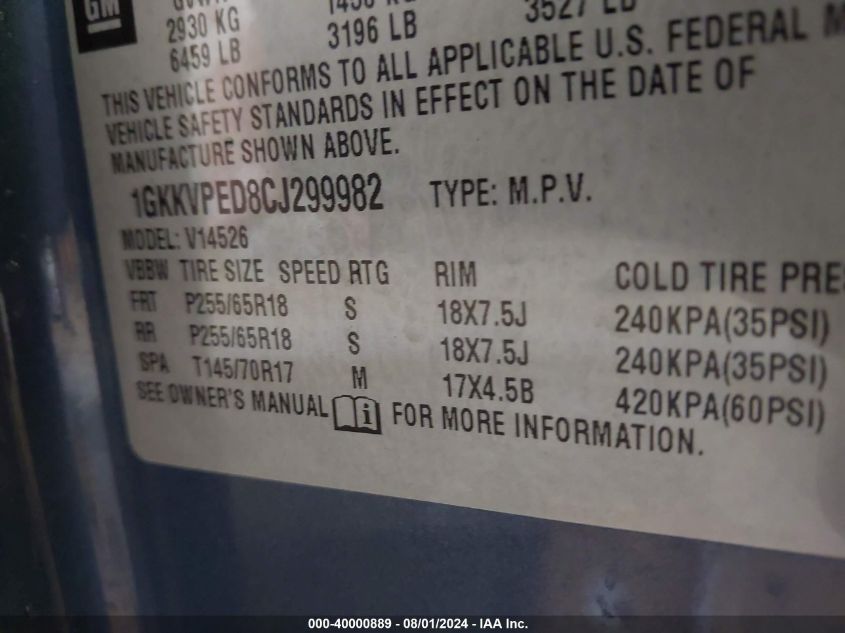 GM
2930 KG 3527 LB
6459 LB 3196 LB
THIS VEHICLE CONFORMS TO ALL APPLICABLE U.S. FEDERAL
VEHICLE SAFETY STANDARDS IN EFFECT ON THE DATE OF
MANUFACTURE SHOWN ABOVE.
1GKKVPED8CJ299982 TYPE: M.P.V.
MODEL: V14526
VBBW TIRE SIZE SPEED RTG RIM COLD TIRE PRES
FRT P255/65R18 S 18X7.5J 240KPA(35PSI)
RR P255/65R18 S 18X7.5J 240KPA(35PSI)
SPA T145/70R17 M 17X4.5B 420KPA(60PSI)
SEE OWNER'S MANUAL i FOR MORE INFORMATION.
000-40000889 - 08/01/2024 - IAA Inc.